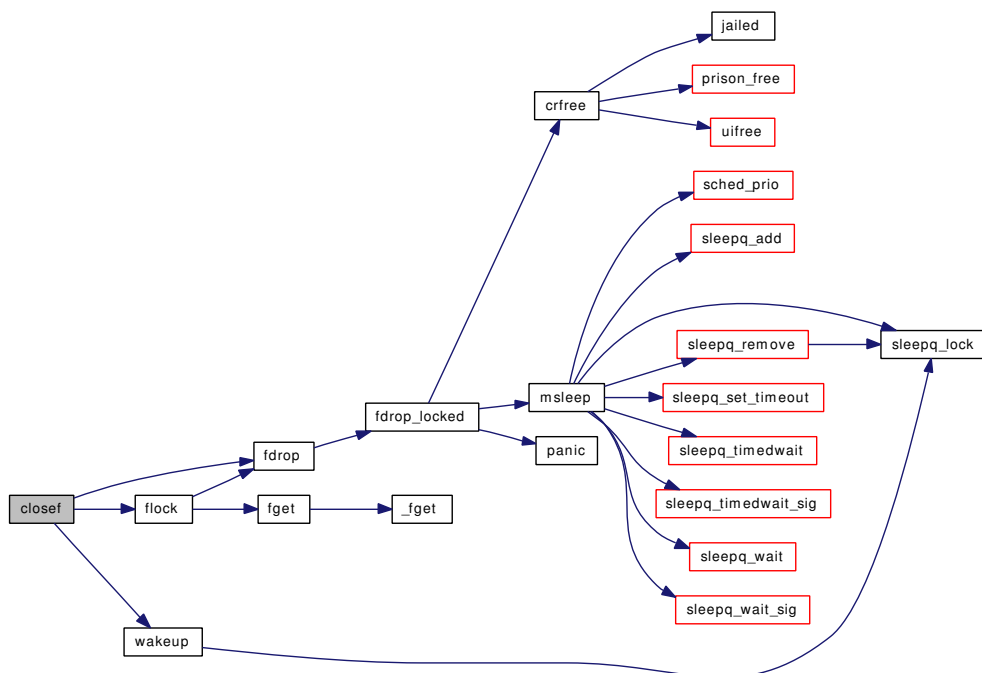 jailed
prison_free
crfree
uifree
sched_prio
sleepq_add
sleepq_remove
sleepq_lock
msleep
sleepq_set_timeout
fdrop_locked
panic
sleepq_timedwait
fdrop
sleepq_timedwait_sig
closef
flock
fget
_fget
sleepq_wait
sleepq_wait_sig
wakeup